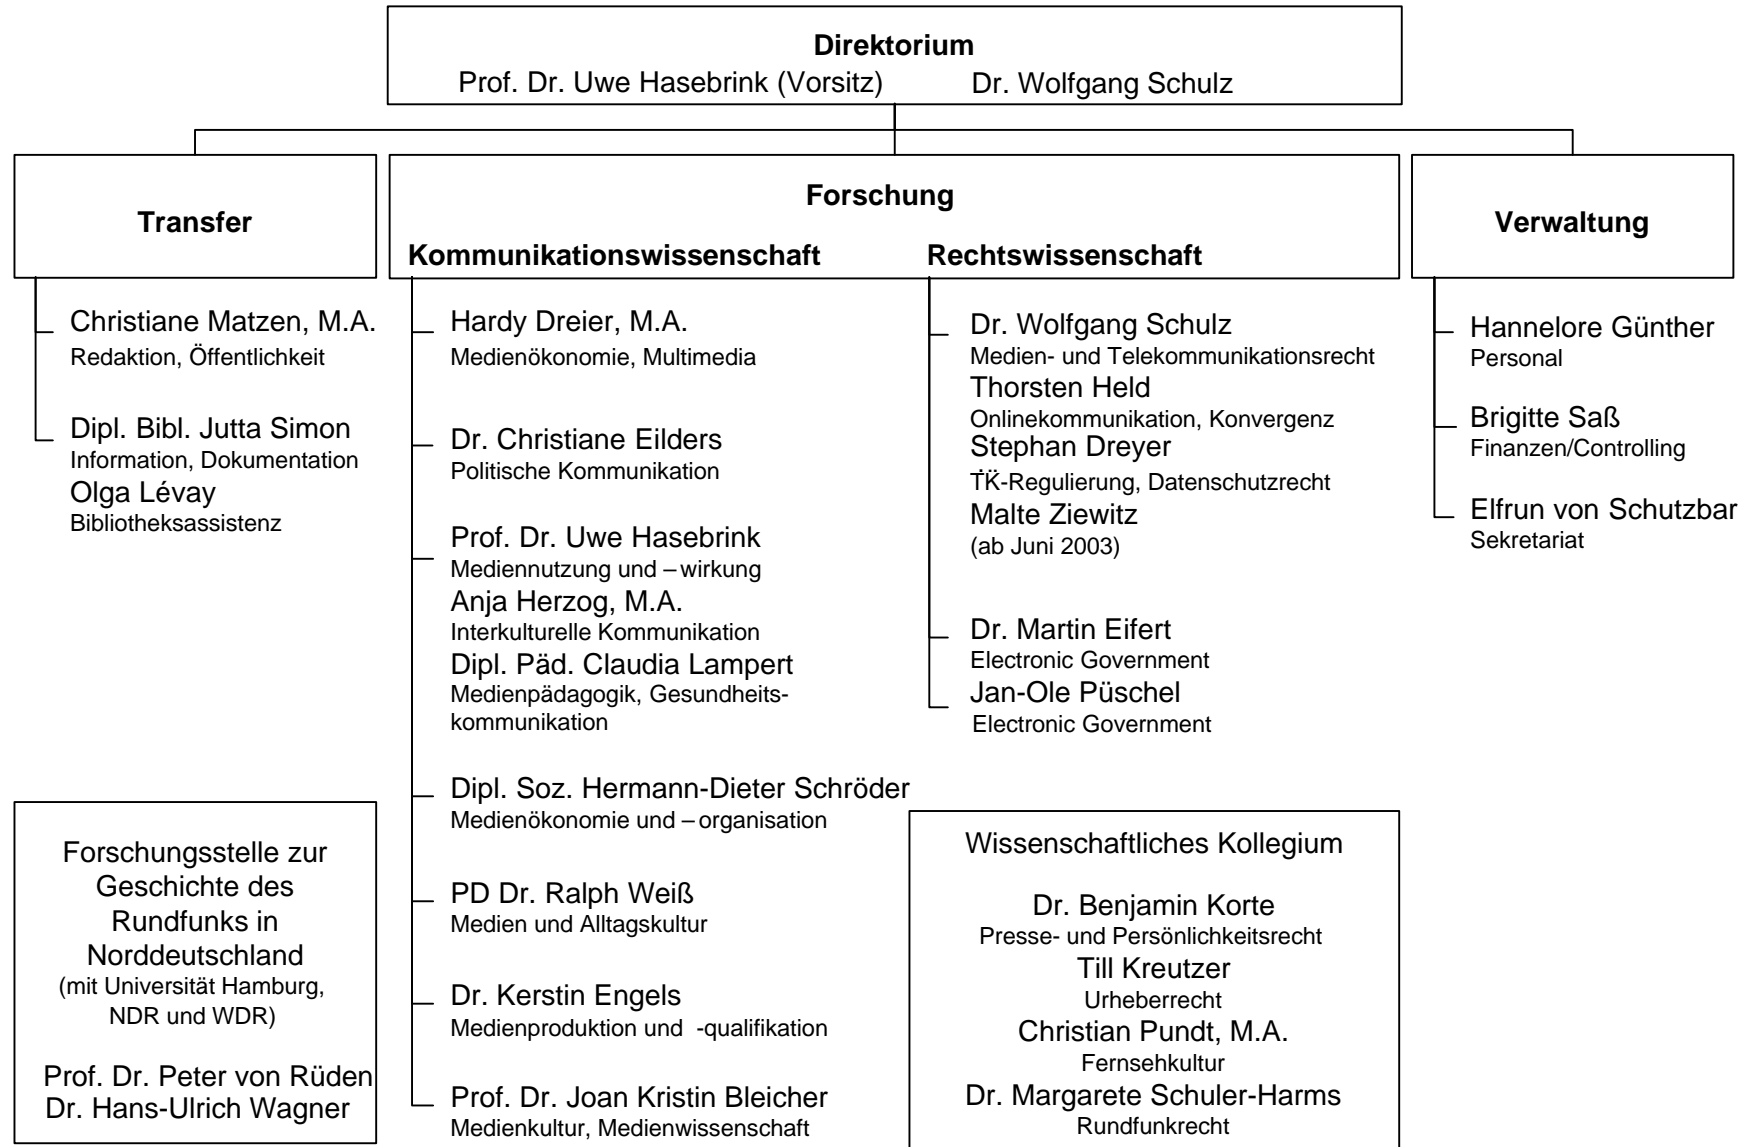 Direktorium
Prof. Dr. Uwe Hasebrink (Vorsitz) Dr. Wolfgang Schulz
Transfer
Christiane Matzen, M.A.
Redaktion, Öffentlichkeit
Dipl. Bibl. Jutta Simon
Information, Dokumentation
Olga Lévay
Bibliotheksassistenz
Forschung
Kommunikationswissenschaft
Hardy Dreier, M.A.
Medienökonomie, Multimedia
Dr. Christiane Eilders
Politische Kommunikation
Prof. Dr. Uwe Hasebrink
Mediennutzung und –wirkung
Anja Herzog, M.A.
Interkulturelle Kommunikation
Dipl. Päd. Claudia Lampert
Medienpädagogik, Gesundheits-
kommunikation
Dipl. Soz. Hermann-Dieter Schröder
Medienökonomie und –organisation
PD Dr. Ralph Weiß
Medien und Alltagskultur
Dr. Kerstin Engels
Medienproduktion und -qualifikation
Prof. Dr. Joan Kristin Bleicher
Medienkultur, Medienwissenschaft
Rechtswissenschaft
Dr. Wolfgang Schulz
Medien- und Telekommunikationsrecht
Thorsten Held
Onlinekommunikation, Konvergenz
Stephan Dreyer
TK-Regulierung, Datenschutzrecht
Malte Ziewitz
(ab Juni 2003)
Dr. Martin Eifert
Electronic Government
Jan-Ole Püschel
Electronic Government
Verwaltung
Hannelore Günther
Personal
Brigitte Saß
Finanzen/Controlling
Elfrun von Schutzbar
Sekretariat
Forschungsstelle zur
Geschichte des
Rundfunks in
Norddeutschland
(mit Universität Hamburg,
NDR und WDR)
Prof. Dr. Peter von Rüden
Dr. Hans-Ulrich Wagner
Wissenschaftliches Kollegium
Dr. Benjamin Korte
Presse- und Persönlichkeitsrecht
Till Kreutzer
Urheberrecht
Christian Pundt, M.A.
Fernsehkultur
Dr. Margarete Schuler-Harms
Rundfunkrecht